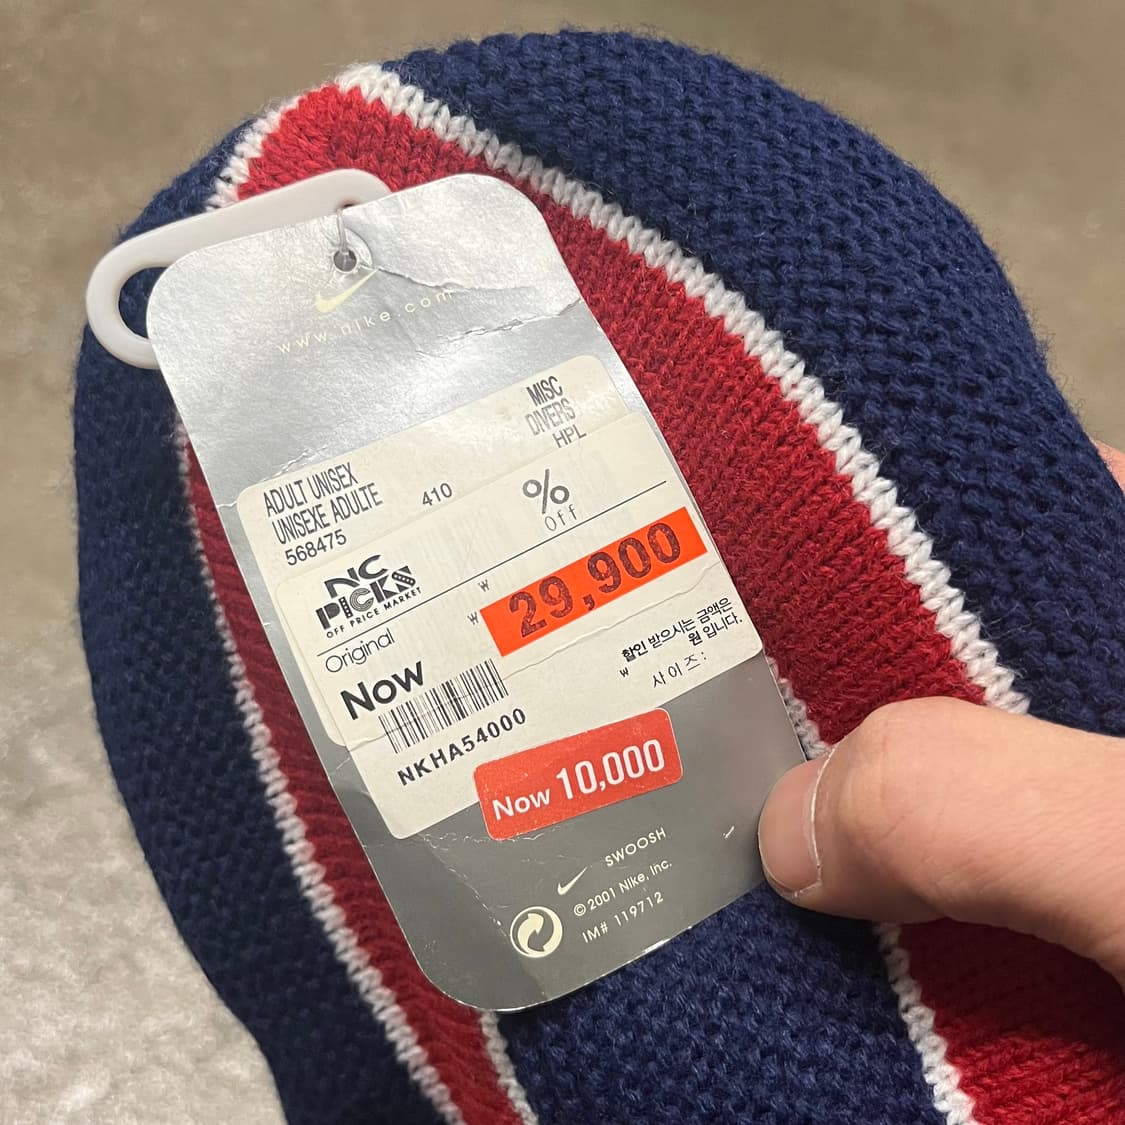 www.nike.com
MISC
DIVERS
HPL
ADULT UNISEX
UNISEXE ADULTE
568475
410
%
Off
NC
PICKS
OFF PRICE MARKET
Original
₩
₩ 29,900
Now
할인 받으시는 금액은
₩ 원 입니다.
사이즈:
NKHA54000
Now 10,000
SWOOSH
©2001 Nike, Inc.
IM# 119712